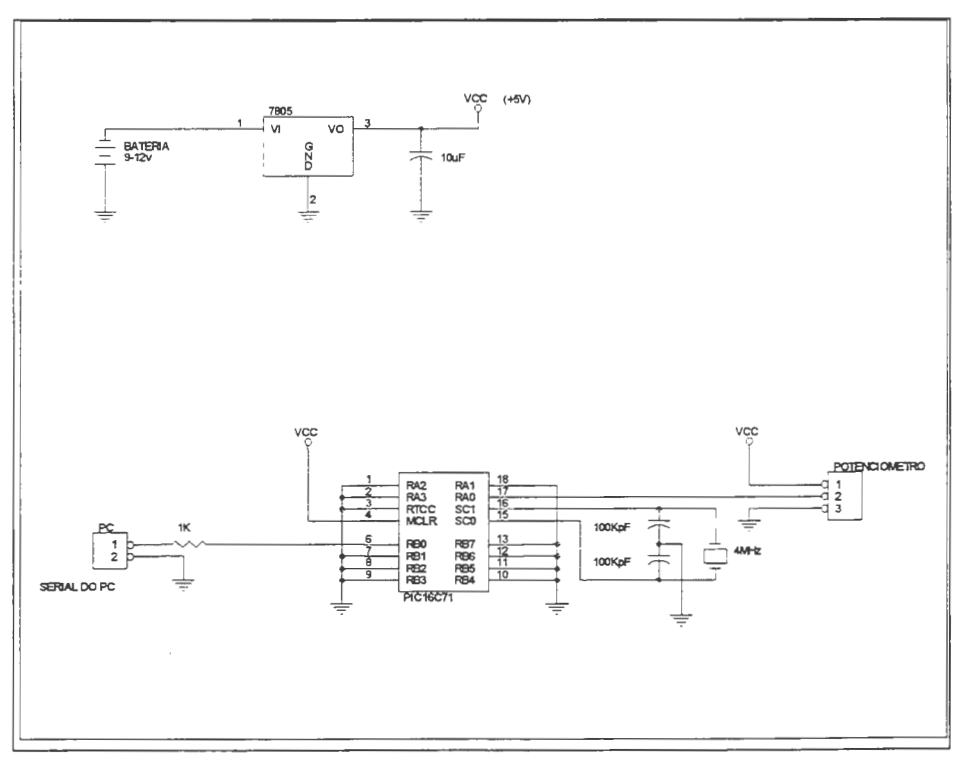 VCC (+5V)
7805
1 VI VO 3
GND
2
BATERIA
9-12v
10uF
VCC
VCC
POTENCIOMETRO
1
2
3
1 RA2 RA1 18
2 RA3 RA0 17
3 RTCC SC1 16
4 MCLR SC0 15
6 RB0 RB7 13
7 RB1 RB6 12
8 RB2 RB5 11
9 RB3 RB4 10
PIC16C71
PC
1
2
1K
SERIAL DO PC
100KpF
100KpF
4MHz